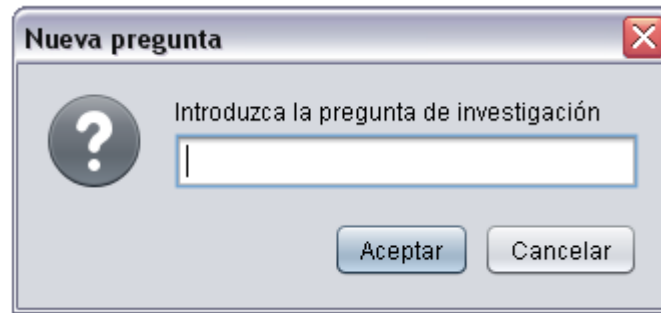 Nueva pregunta
Introduzca la pregunta de investigación
Aceptar
Cancelar